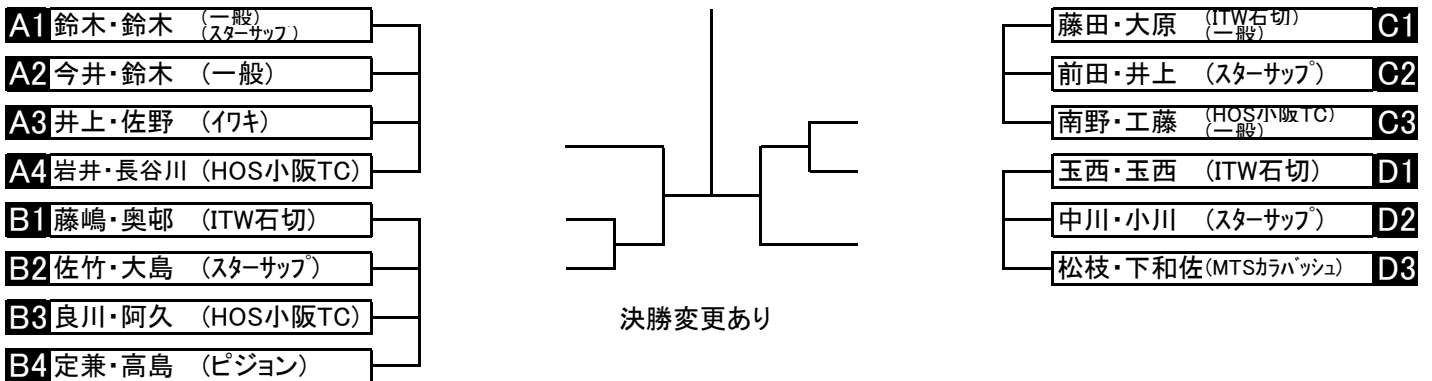 A1 鈴木・鈴木 (一般)
(スターサップ)
A2 今井・鈴木 (一般)
A3 井上・佐野 (イワキ)
A4 岩井・長谷川 (HOS小阪TC)
B1 藤嶋・奥邨 (ITW石切)
B2 佐竹・大島 (スターサップ)
B3 良川・阿久 (HOS小阪TC)
B4 定兼・高島 (ピジョン)
決勝変更あり
藤田・大原 (ITW石切)
(一般) C1
前田・井上 (スターサップ) C2
南野・工藤 (HOS小阪TC)
(一般) C3
玉西・玉西 (ITW石切) D1
中川・小川 (スターサップ) D2
松枝・下和佐(MTSカラバッシュ) D3